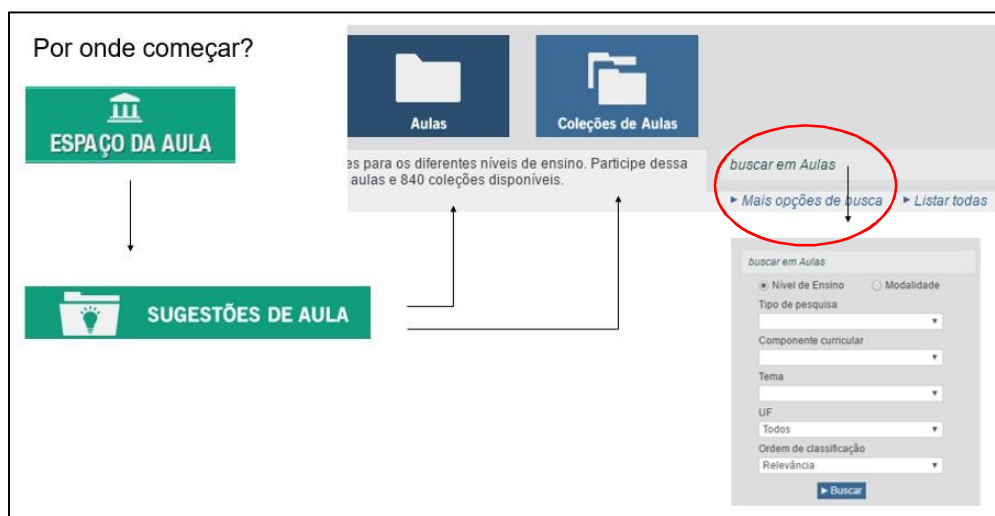 Por onde começar?
ESPAÇO DA AULA
SUGESTÕES DE AULA
Aulas
Coleções de Aulas
es para os diferentes níveis de ensino. Participe dessa
aulas e 840 coleções disponíveis.
buscar em Aulas
Mais opções de busca
Listar todas
buscar em Aulas
Nível de Ensino
Modalidade
Tipo de pesquisa
Componente curricular
Tema
UF
Todos
Ordem de classificação
Relevância
Buscar